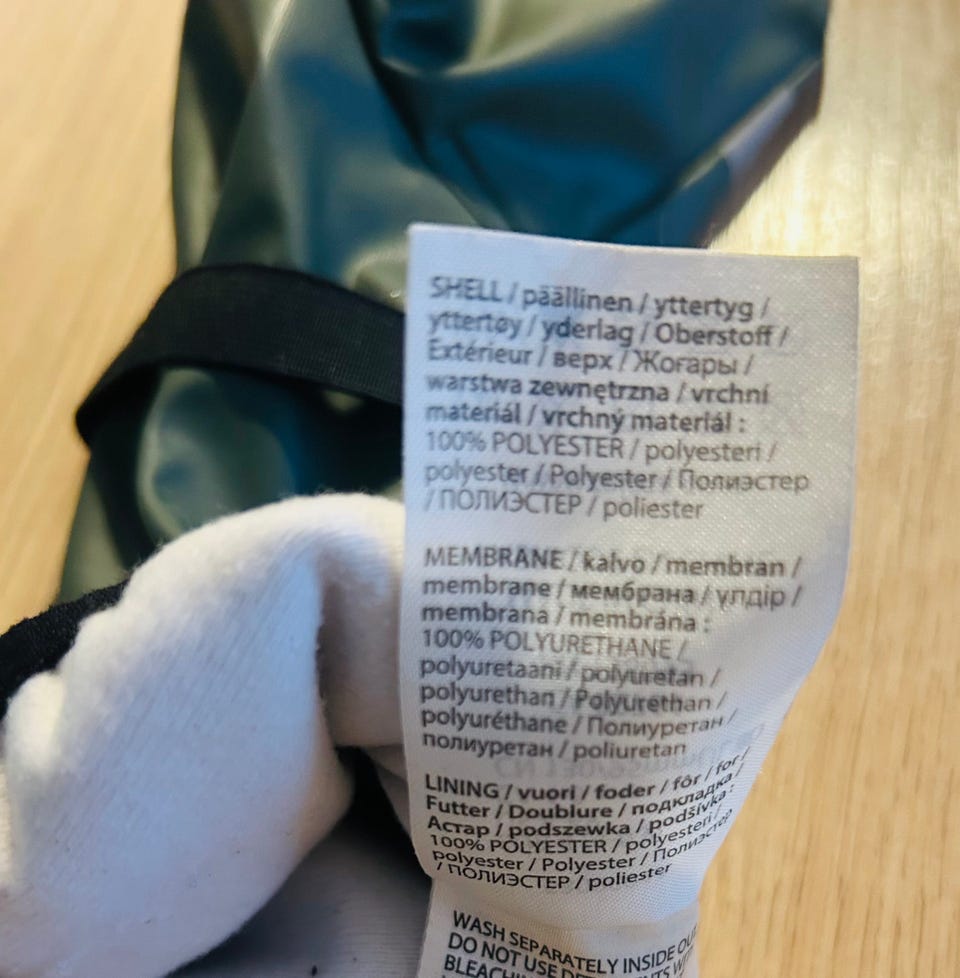 SHELL / päällinen / yttertyg /
yttertøy / yderlag / Oberstoff /
Extérieur / верх / Жоғары /
warstwa zewnętrzna / vrchní
materiál / vrchný materiál :
100% POLYESTER / polyesteri /
polyester / Polyester / Полиэстер
/ ПОЛИЭСТЕР / poliester
MEMBRANE / kalvo / membran /
membrane / мембрана / үлдір /
membrana / membrána :
100% POLYURETHANE /
polyuretaani / polyuretan /
polyurethan / Polyurethan /
polyuréthane / Полиуретан /
полиуретан / poliuretan
LINING / vuori / foder / fôr / for /
Futter / Doublure / подкладка /
Астар / podszewka / podšívka :
100% POLYESTER / polyesteri /
polyester / Polyester / Полиэстер
/ ПОЛИЭСТЕР / poliester
WASH SEPARATELY INSIDE
DO NOT USE